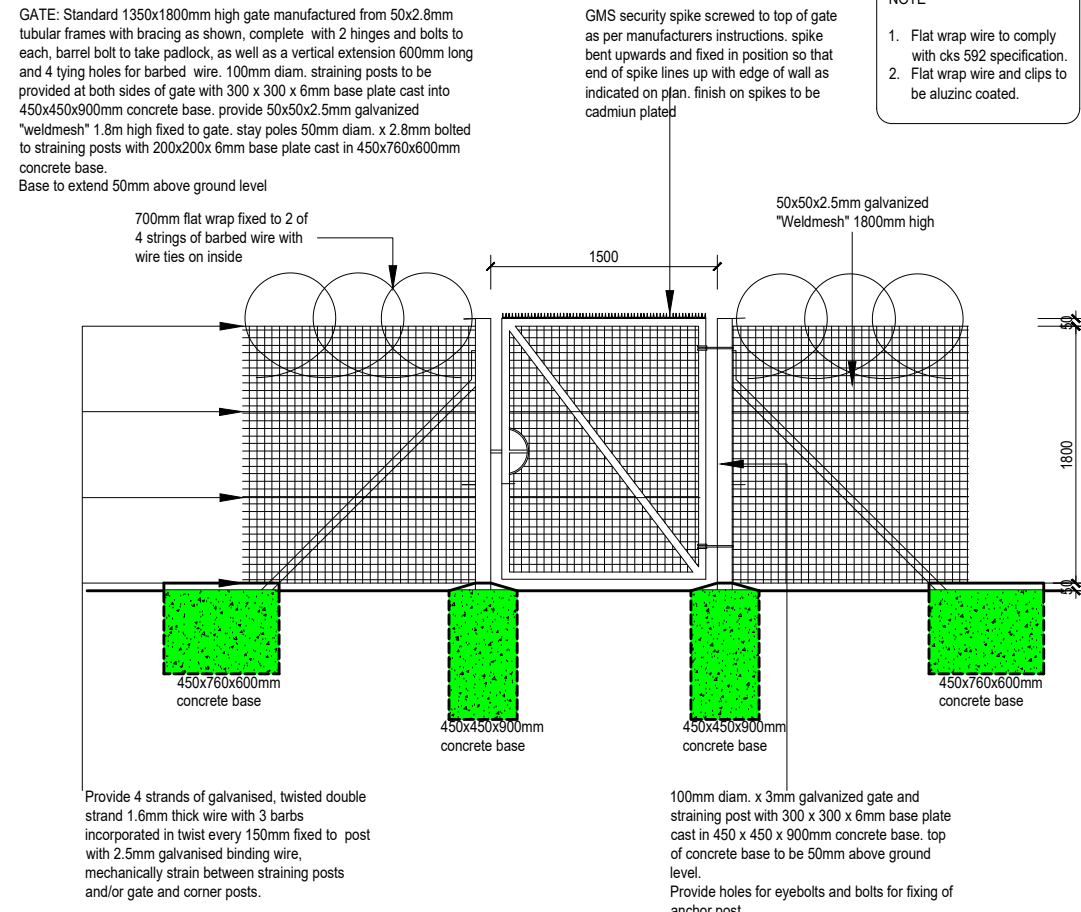 GATE: Standard 1350x1800mm high gate manufactured from 50x2.8mm
tubular frames with bracing as shown, complete with 2 hinges and bolts to
each, barrel bolt to take padlock, as well as a vertical extension 600mm long
and 4 tying holes for barbed wire. 100mm diam. straining posts to be
provided at both sides of gate with 300 x 300 x 6mm base plate cast into
450x450x900mm concrete base. provide 50x50x2.5mm galvanized
"weldmesh" 1.8m high fixed to gate. stay poles 50mm diam. x 2.8mm bolted
to straining posts with 200x200x 6mm base plate cast in 450x760x600mm
concrete base.
Base to extend 50mm above ground level
GMS security spike screwed to top of gate
as per manufacturers instructions. spike
bent upwards and fixed in position so that
end of spike lines up with edge of wall as
indicated on plan. finish on spikes to be
cadmiun plated
NOTE
1. Flat wrap wire to comply
with cks 592 specification.
2. Flat wrap wire and clips to
be aluzinc coated.
700mm flat wrap fixed to 2 of
4 strings of barbed wire with
wire ties on inside
50x50x2.5mm galvanized
"Weldmesh" 1800mm high
1500
50
1800
50
450x760x600mm
concrete base
450x450x900mm
concrete base
450x450x900mm
concrete base
450x760x600mm
concrete base
Provide 4 strands of galvanised, twisted double
strand 1.6mm thick wire with 3 barbs
incorporated in twist every 150mm fixed to post
with 2.5mm galvanised binding wire,
mechanically strain between straining posts
and/or gate and corner posts.
100mm diam. x 3mm galvanized gate and
straining post with 300 x 300 x 6mm base plate
cast in 450 x 450 x 900mm concrete base. top
of concrete base to be 50mm above ground
level.
Provide holes for eyebolts and bolts for fixing of
anchor post